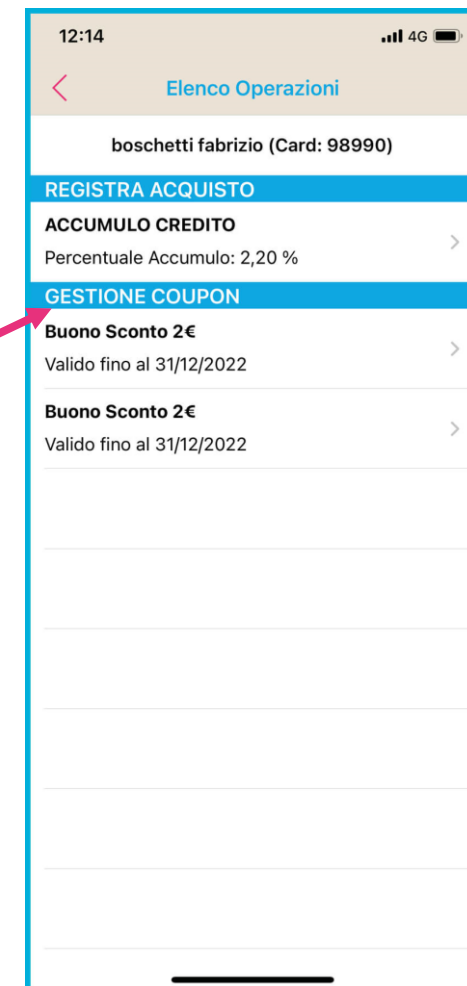 12:14
4G
Elenco Operazioni
boschetti fabrizio (Card: 98990)
REGISTRA ACQUISTO
ACCUMULO CREDITO
Percentuale Accumulo: 2,20 %
GESTIONE COUPON
Buono Sconto 2€
Valido fino al 31/12/2022
Buono Sconto 2€
Valido fino al 31/12/2022